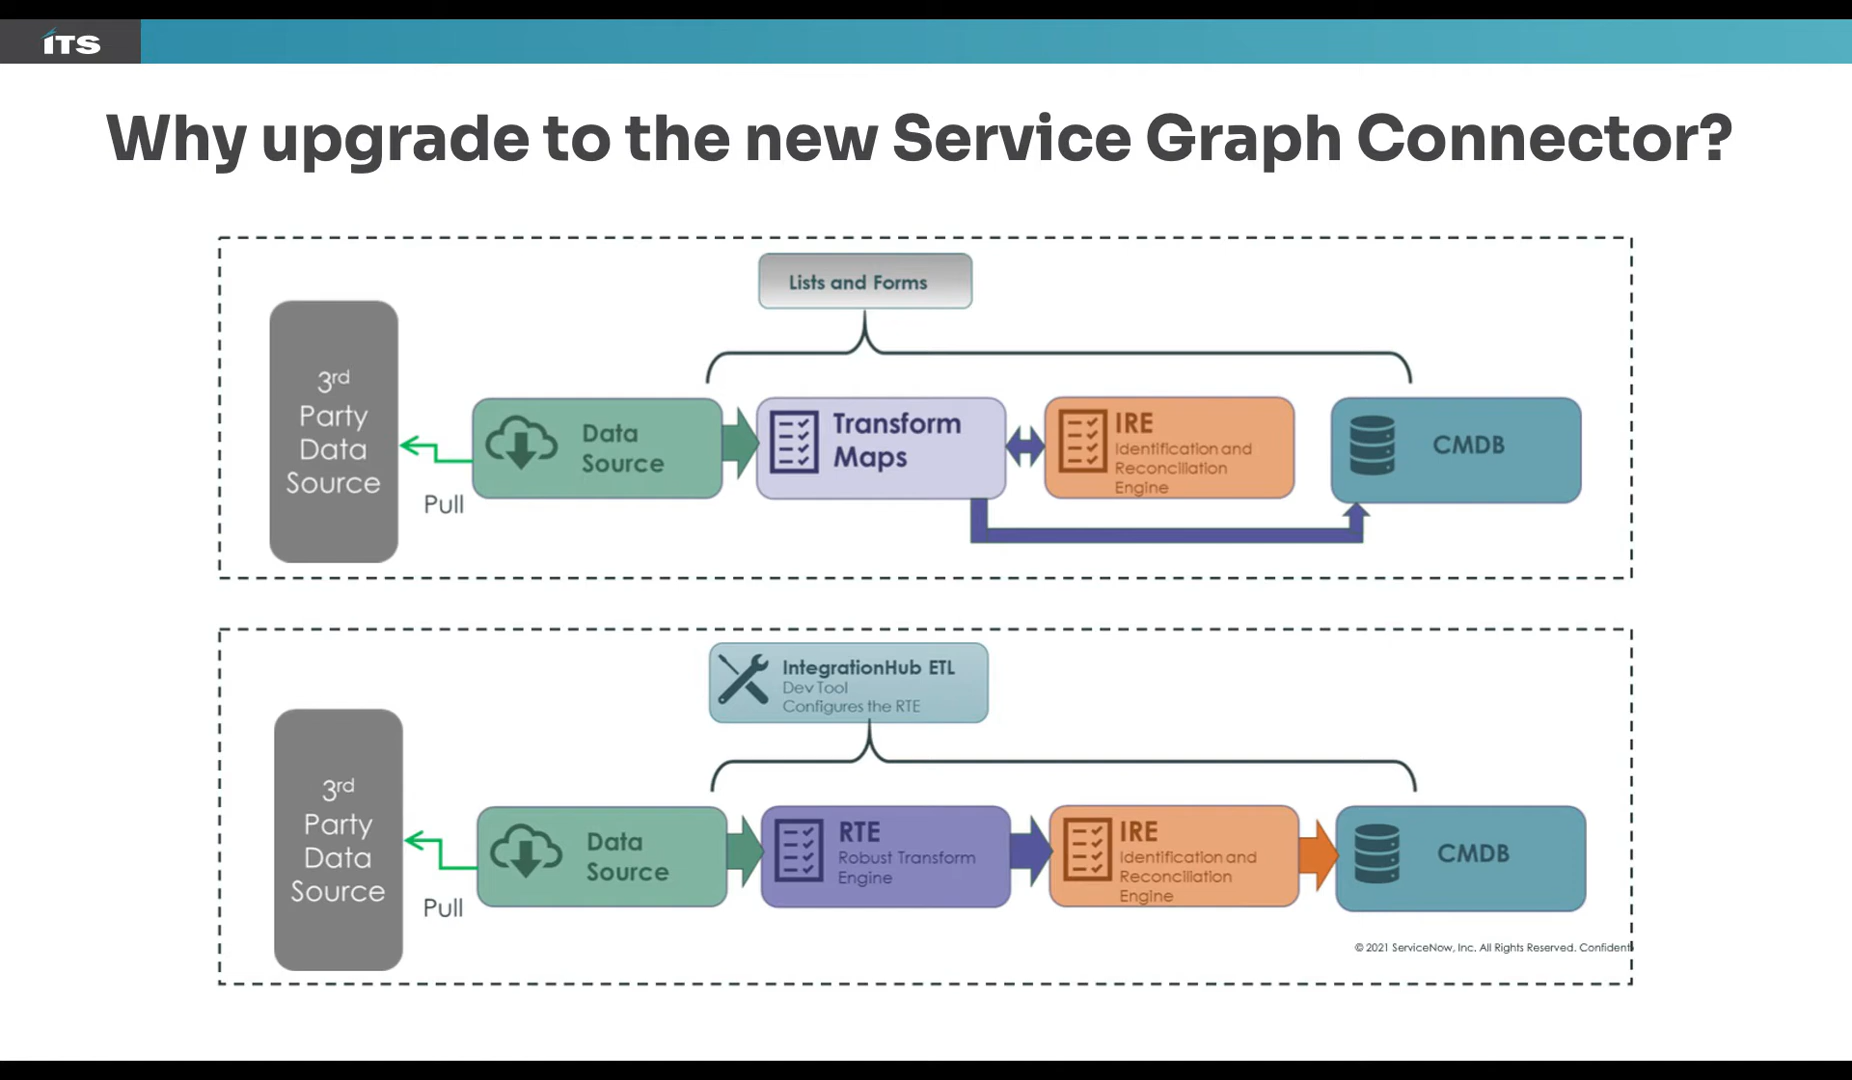 iTS
Why upgrade to the new Service Graph Connector?
Lists and Forms
3rd
Party
Data
Source
Pull
Data
Source
Transform
Maps
IRE
Identification and
Reconciliation
Engine
CMDB
IntegrationHub ETL
Dev Tool
Configures the RTE
3rd
Party
Data
Source
Pull
Data
Source
RTE
Robust Transform
Engine
IRE
Identification and
Reconciliation
Engine
CMDB
© 2021 ServiceNow, Inc. All Rights Reserved. Confident